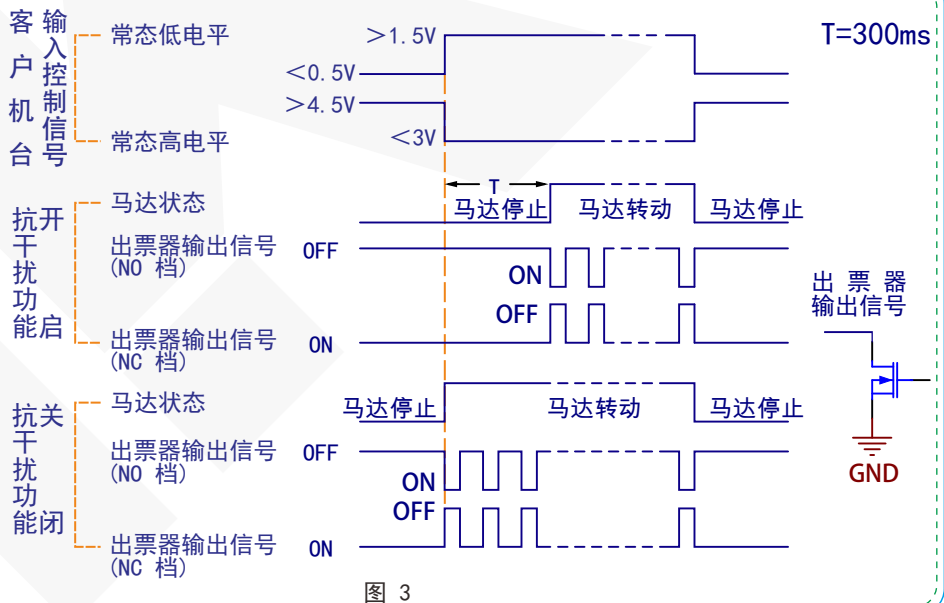 客户机台
输入控制信号
常态低电平
>1.5V
<0.5V
>4.5V
常态高电平
<3V
T=300ms
抗干扰功能
开启
马达状态
T
马达停止
马达转动
马达停止
出票器输出信号
(NO 档)
OFF
ON
OFF
出票器输出信号
(NC 档)
ON
出票器
输出信号
GND
抗干扰功能
关闭
马达状态
马达停止
马达转动
马达停止
出票器输出信号
(NO 档)
OFF
ON
OFF
出票器输出信号
(NC 档)
ON
图 3